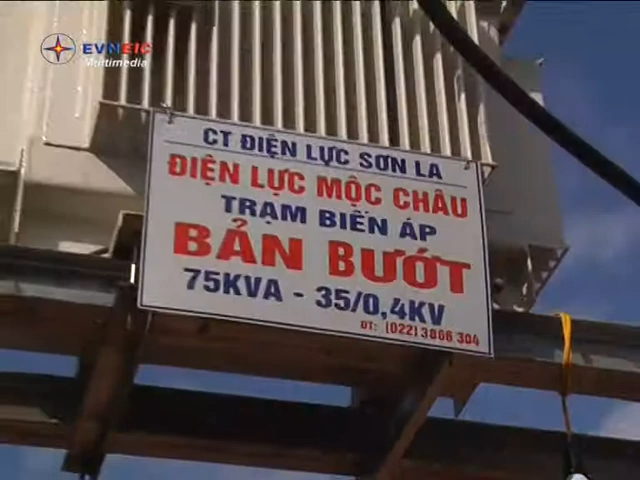 EVNEIC
Multimedia
CT ĐIỆN LỰC SƠN LA
ĐIỆN LỰC MỘC CHÂU
TRẠM BIẾN ÁP
BẢN BƯỚT
75KVA - 35/0,4KV
ĐT: (022) 3866 304